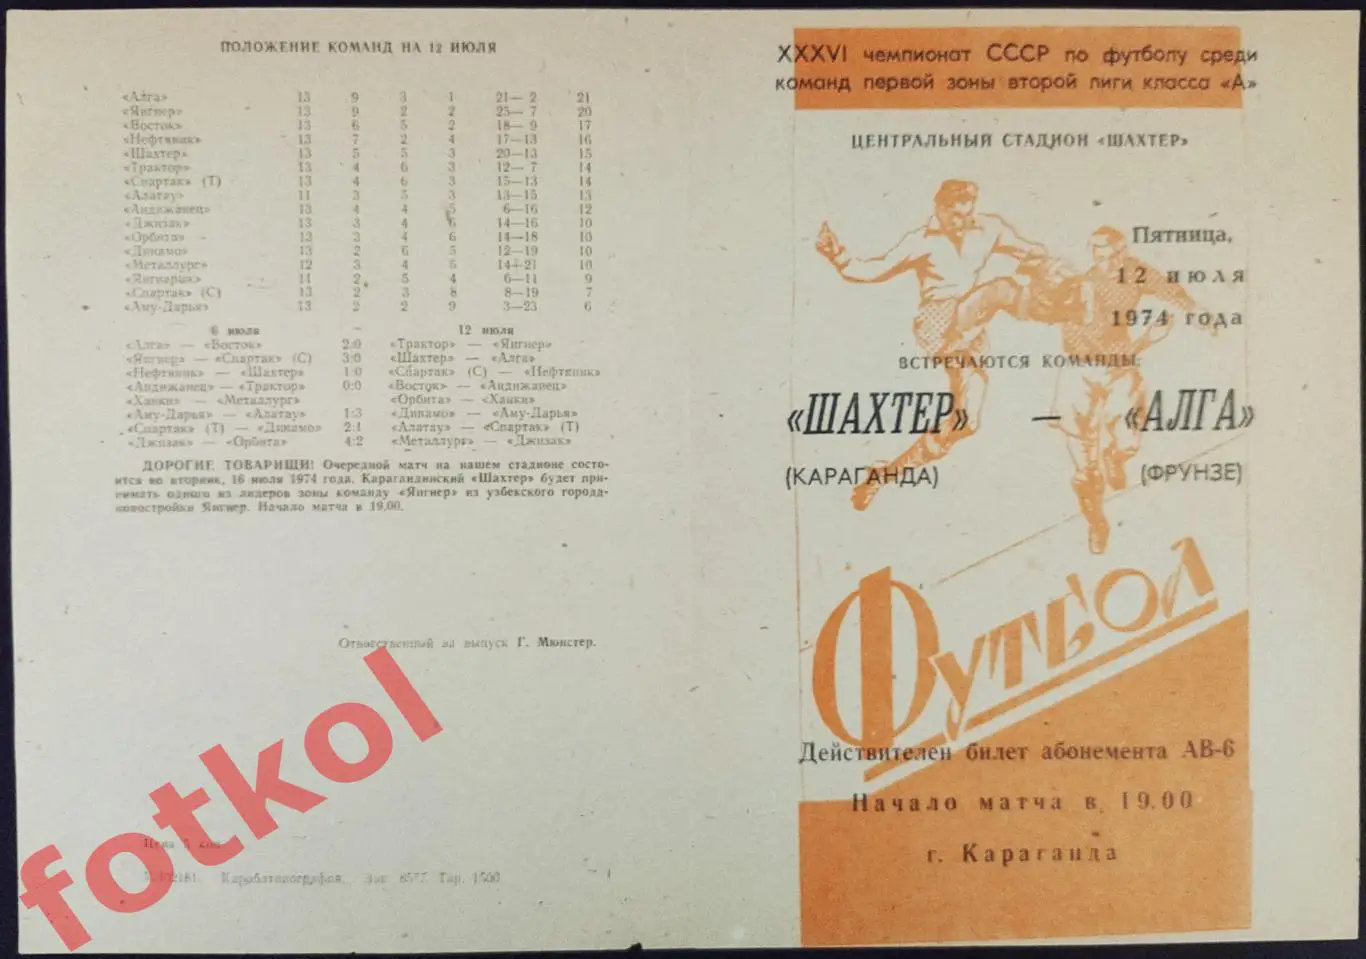 ПОЛОЖЕНИЕ КОМАНД НА 12 ИЮЛЯ
«Алга» 13 9 3 1 21— 2 21
«Янгиер» 13 9 2 2 25— 7 20
«Восток» 13 6 5 2 18— 9 17
«Нефтяник» 13 7 2 4 17—13 16
«Шахтер» 13 5 5 3 20—13 15
«Трактор» 13 4 6 3 12— 7 14
«Спартак» (Т) 13 4 6 3 15—13 14
«Алатау» 11 3 5 3 13—15 13
«Андижанец» 13 4 4 5 6—16 12
«Джизак» 13 3 4 6 14—16 10
«Орбита» 13 3 4 6 14—18 10
«Динамо» 13 2 6 5 12—19 10
«Металлург» 12 3 4 5 14—21 10
«Янгиарык» 11 2 5 4 6—11 9
«Спартак» (С) 13 2 3 8 8—19 7
«Аму-Дарья» 13 2 2 9 3—23 6
6 июля
«Алга» — «Восток» 2:0
«Янгиер» — «Спартак» (С) 3:0
«Нефтяник» — «Шахтер» 1:0
«Андижанец» — «Трактор» 0:0
«Ханки» — «Металлург»
«Аму-Дарья» — «Алатау» 1:3
«Спартак» (Т) — «Динамо» 2:1
«Джизак» — «Орбита» 4:2
12 июля
«Трактор» — «Янгиер»
«Шахтер» — «Алга»
«Спартак» (С) — «Нефтяник»
«Восток» — «Андижанец»
«Орбита» — «Ханки»
«Динамо» — «Аму-Дарья»
«Алатау» — «Спартак» (Т)
«Металлург» — «Джизак»
ДОРОГИЕ ТОВАРИЩИ! Очередной матч на нашем стадионе состо-
ится во вторник, 16 июля 1974 года. Карагандинский «Шахтер» будет при-
нимать одного из лидеров зоны команду «Янгиер» из узбекского города-
новостройки Янгиер. Начало матча в 19.00.
Ответственный за выпуск Г. Мюнстер.
Цена 5 коп.
Кароблтипография. Зак. 6577 Тир. 1500
fotkol
XXXVI чемпионат СССР по футболу среди
команд первой зоны второй лиги класса «А»
ЦЕНТРАЛЬНЫЙ СТАДИОН «ШАХТЕР»
Пятница,
12 июля
1974 года
ВСТРЕЧАЮТСЯ КОМАНДЫ:
«ШАХТЕР» — «АЛГА»
(КАРАГАНДА) (ФРУНЗЕ)
ФУТБОЛ
Действителен билет абонемента АВ-6
Начало матча в 19.00
г. Караганда